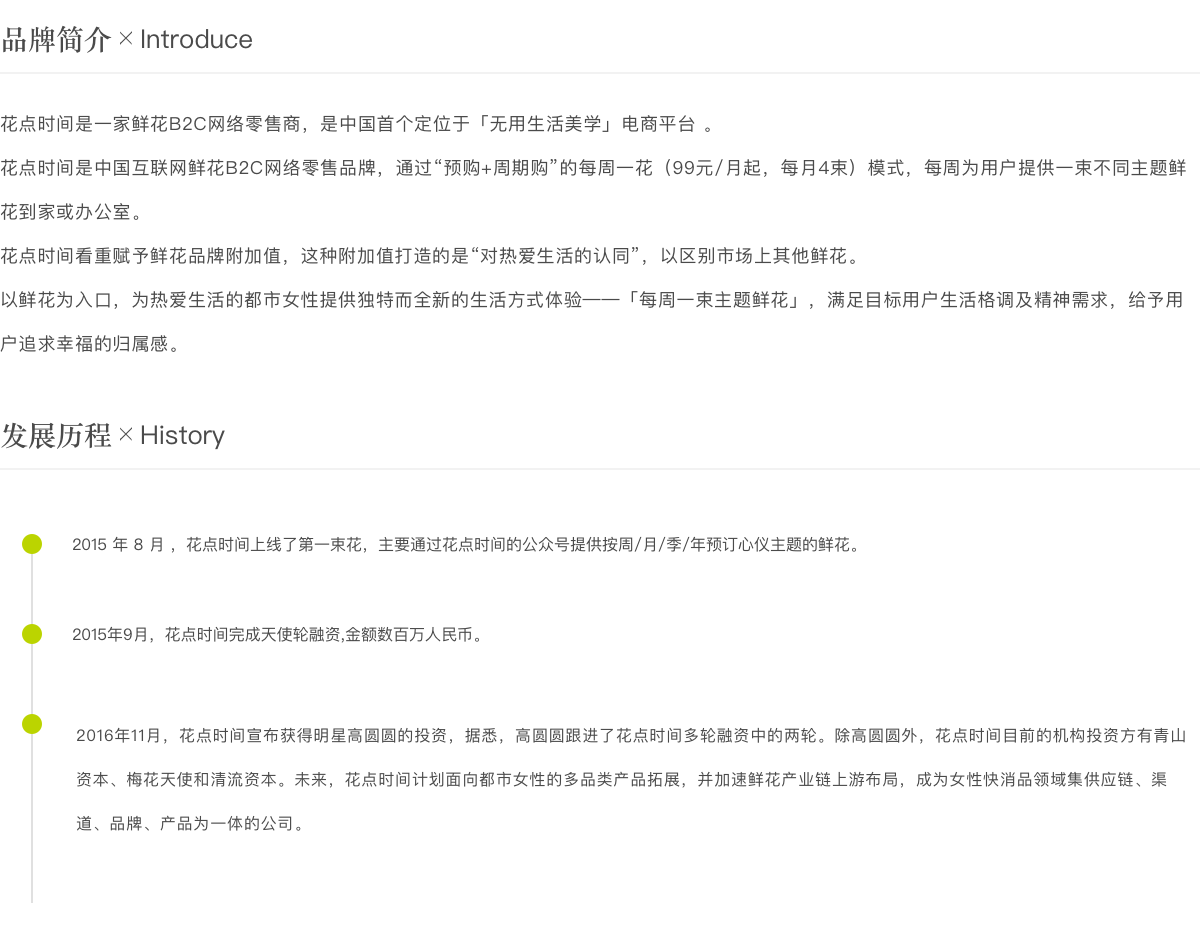 品牌简介 × Introduce
花点时间是一家鲜花B2C网络零售商，是中国首个定位于「无用生活美学」电商平台 。
花点时间是中国互联网鲜花B2C网络零售品牌，通过“预购+周期购”的每周一花（99元/月起，每月4束）模式，每周为用户提供一束不同主题鲜
花到家或办公室。
花点时间看重赋予鲜花品牌附加值，这种附加值打造的是“对热爱生活的认同”，以区别市场上其他鲜花。
以鲜花为入口，为热爱生活的都市女性提供独特而全新的生活方式体验——「每周一束主题鲜花」，满足目标用户生活格调及精神需求，给予用
户追求幸福的归属感。
发展历程 × History
2015 年 8 月 ，花点时间上线了第一束花，主要通过花点时间的公众号提供按周/月/季/年预订心仪主题的鲜花。
2015年9月，花点时间完成天使轮融资,金额数百万人民币。
2016年11月，花点时间宣布获得明星高圆圆的投资，据悉，高圆圆跟进了花点时间多轮融资中的两轮。除高圆圆外，花点时间目前的机构投资方有青山
资本、梅花天使和清流资本。未来，花点时间计划面向都市女性的多品类产品拓展，并加速鲜花产业链上游布局，成为女性快消品领域集供应链、渠
道、品牌、产品为一体的公司。